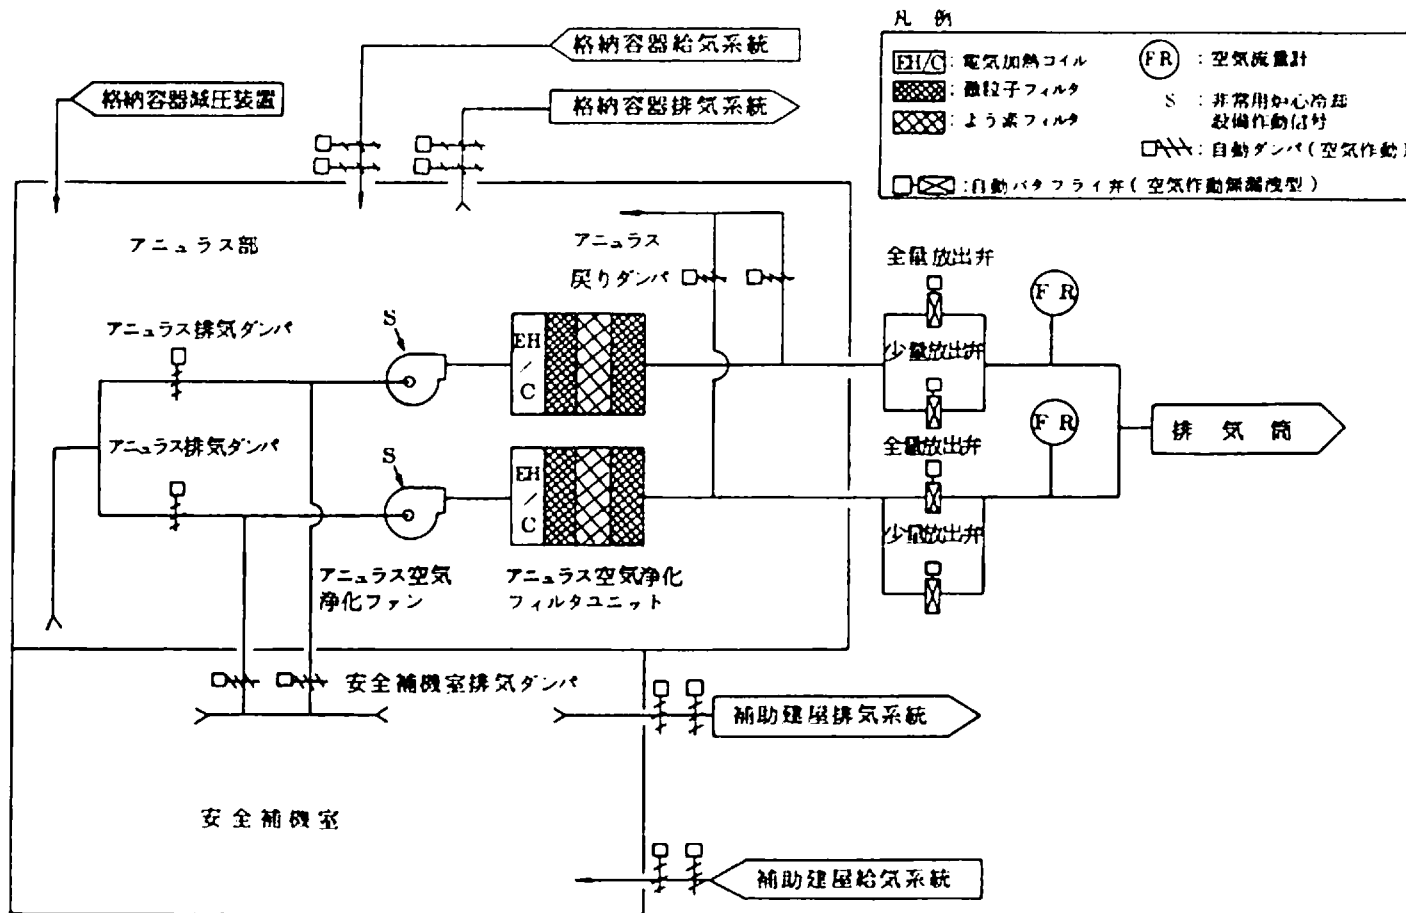 凡 例
格納容器給気系統
格納容器減圧装置
格納容器排気系統
EH/C : 電気加熱コイル
FR : 空気流量計
: 微粒子フィルタ
S : 非常用炉心冷却
設備作動信号
: よう素フィルタ
: 自動ダンパ(空気作動)
: 自動バタフライ弁(空気作動無漏洩型)
アニュラス部
アニュラス
戻りダンパ
全量放出弁
FR
アニュラス排気ダンパ
S
EH
/
C
少量放出弁
アニュラス排気ダンパ
S
EH
/
C
全量放出弁
FR
排気筒
少量放出弁
アニュラス空気
浄化ファン
アニュラス空気浄化
フィルタユニット
安全補機室排気ダンパ
補助建屋排気系統
安全補機室
補助建屋給気系統